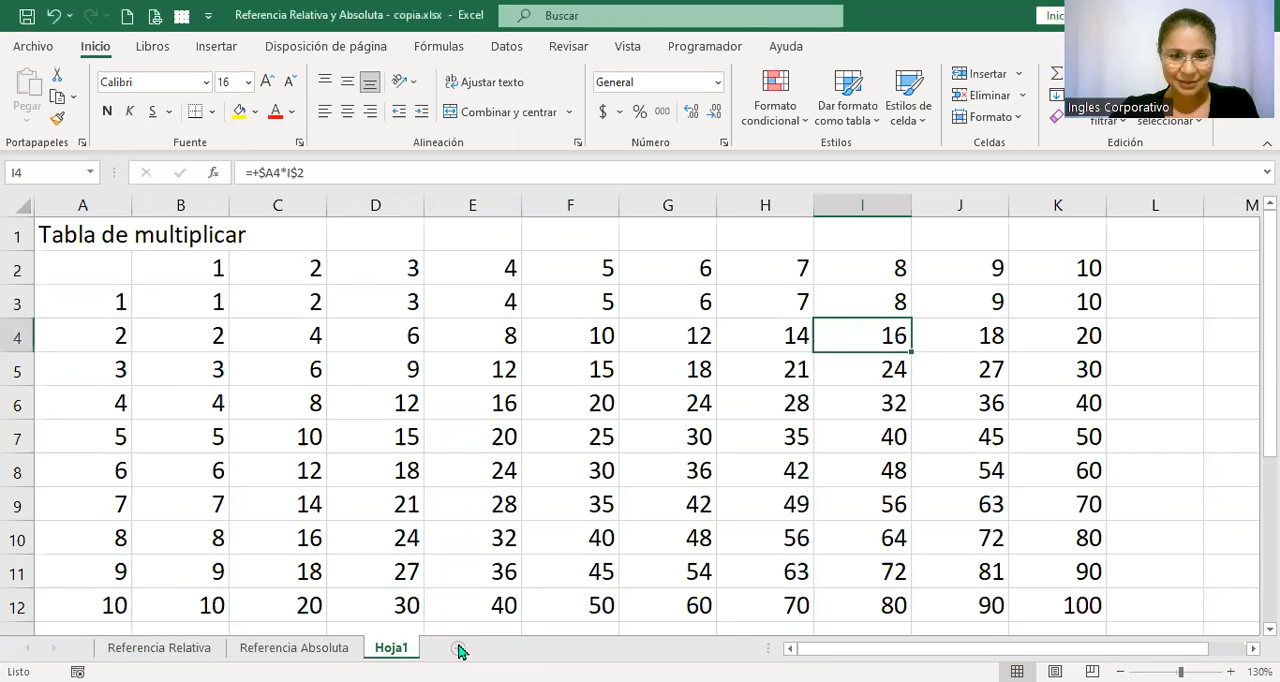 Referencia Relativa y Absoluta - copia.xlsx - Excel
Buscar
Inic
Archivo Inicio Libros Insertar Disposición de página Fórmulas Datos Revisar Vista Programador Ayuda
Pegar
Calibri 16
N K S
Ajustar texto
Combinar y centrar
General
$ % 000
Formato condicional
Dar formato como tabla
Estilos de celda
Insertar
Eliminar
Formato
filtrar
seleccionar
Ingles Corporativo
Portapapeles Fuente Alineación Número Estilos Celdas Edición
I4 fx =+$A4*I$2
A B C D E F G H I J K L M
1 Tabla de multiplicar
2 1 2 3 4 5 6 7 8 9 10
3 1 1 2 3 4 5 6 7 8 9 10
4 2 2 4 6 8 10 12 14 16 18 20
5 3 3 6 9 12 15 18 21 24 27 30
6 4 4 8 12 16 20 24 28 32 36 40
7 5 5 10 15 20 25 30 35 40 45 50
8 6 6 12 18 24 30 36 42 48 54 60
9 7 7 14 21 28 35 42 49 56 63 70
10 8 8 16 24 32 40 48 56 64 72 80
11 9 9 18 27 36 45 54 63 72 81 90
12 10 10 20 30 40 50 60 70 80 90 100
Referencia Relativa Referencia Absoluta Hoja1
Listo 130%